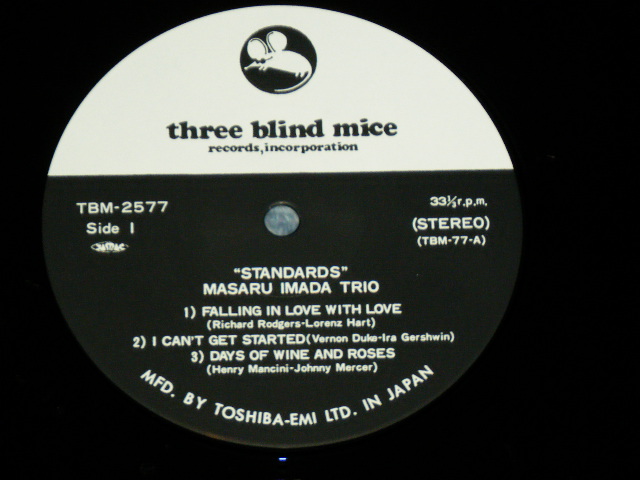 three blind mice
records, incorporation
TBM-2577
33⅓ r.p.m.
Side 1
(STEREO)
(TBM-77-A)
"STANDARDS"
MASARU IMADA TRIO
1) FALLING IN LOVE WITH LOVE
(Richard Rodgers-Lorenz Hart)
2) I CAN'T GET STARTED(Vernon Duke-Ira Gershwin)
3) DAYS OF WINE AND ROSES
(Henry Mancini-Johnny Mercer)
MFD. BY TOSHIBA-EMI LTD. IN JAPAN